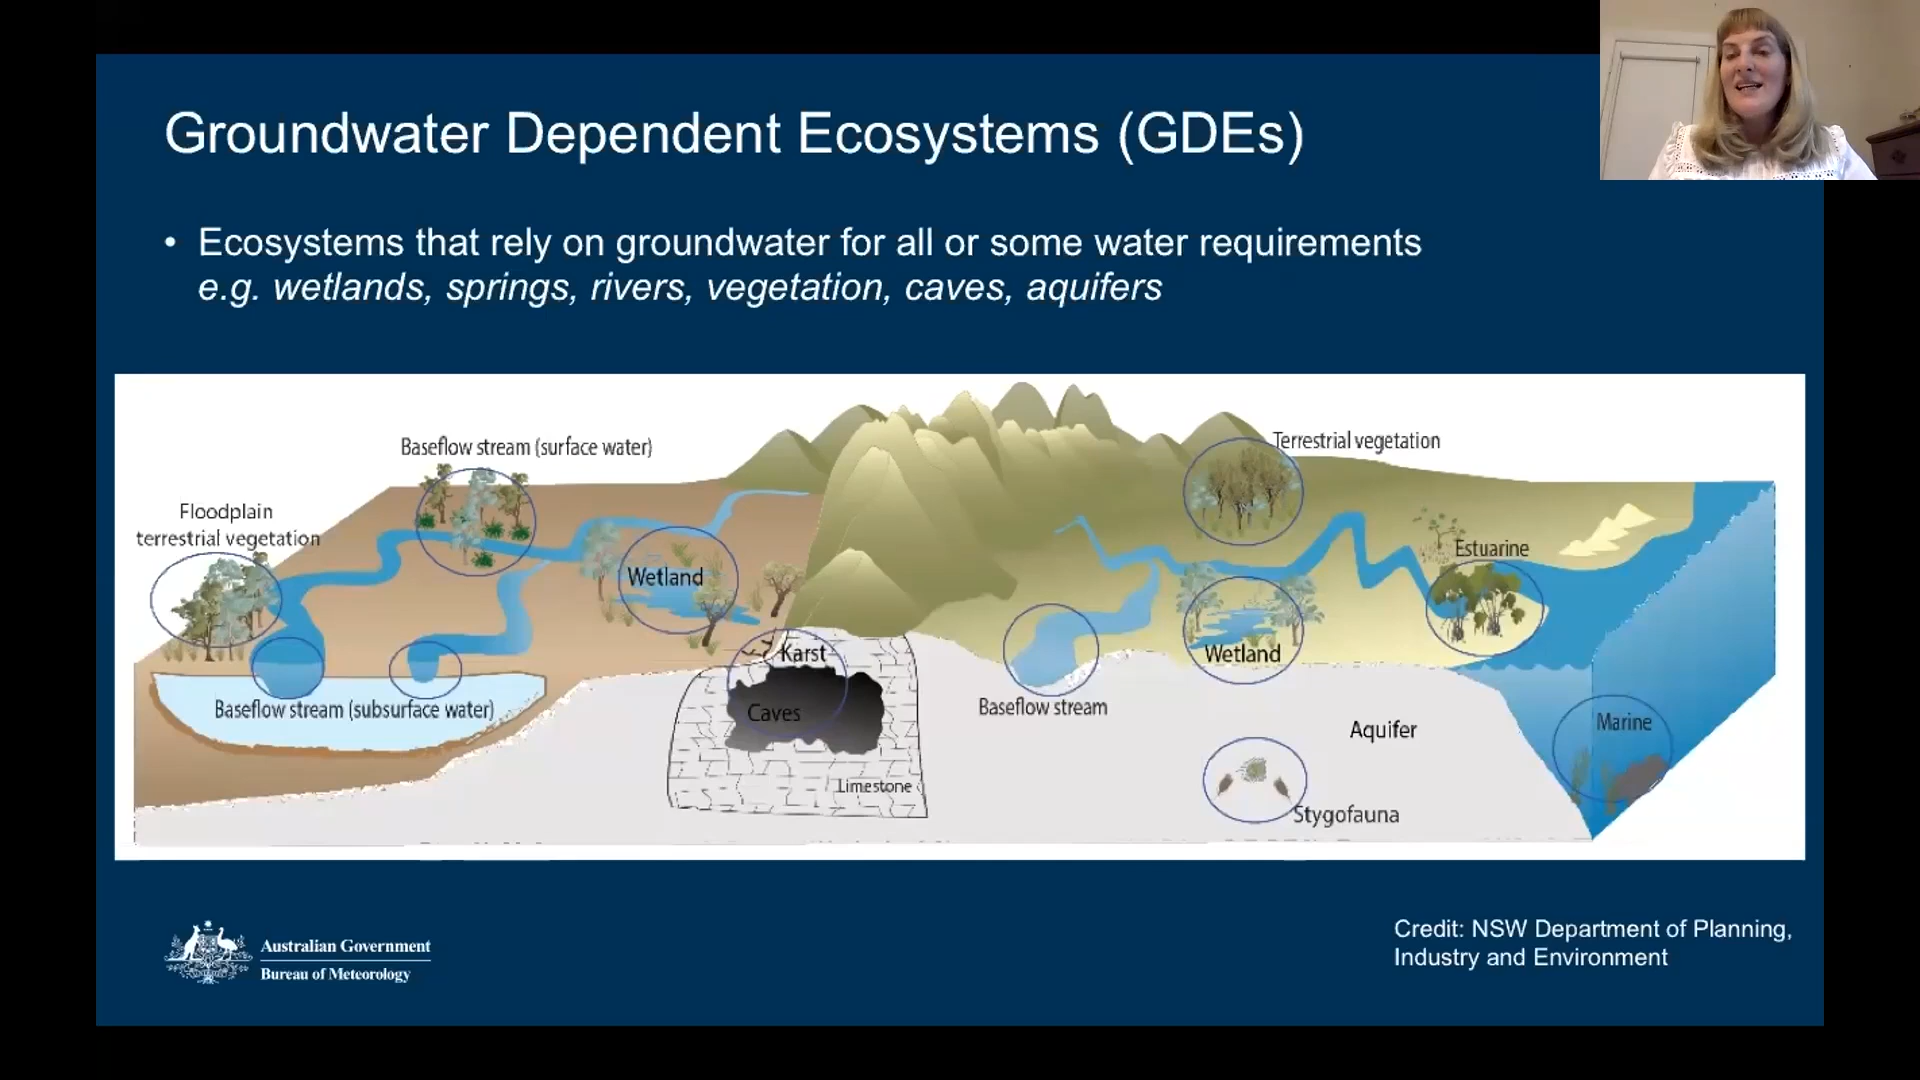 Groundwater Dependent Ecosystems (GDEs)
• Ecosystems that rely on groundwater for all or some water requirements
e.g. wetlands, springs, rivers, vegetation, caves, aquifers
Baseflow stream (surface water)
Terrestrial vegetation
Floodplain
terrestrial vegetation
Estuarine
Wetland
Karst
Wetland
Baseflow stream (subsurface water)
Caves
Baseflow stream
Aquifer
Marine
Limestone
Stygofauna
Australian Government
Bureau of Meteorology
Credit: NSW Department of Planning,
Industry and Environment